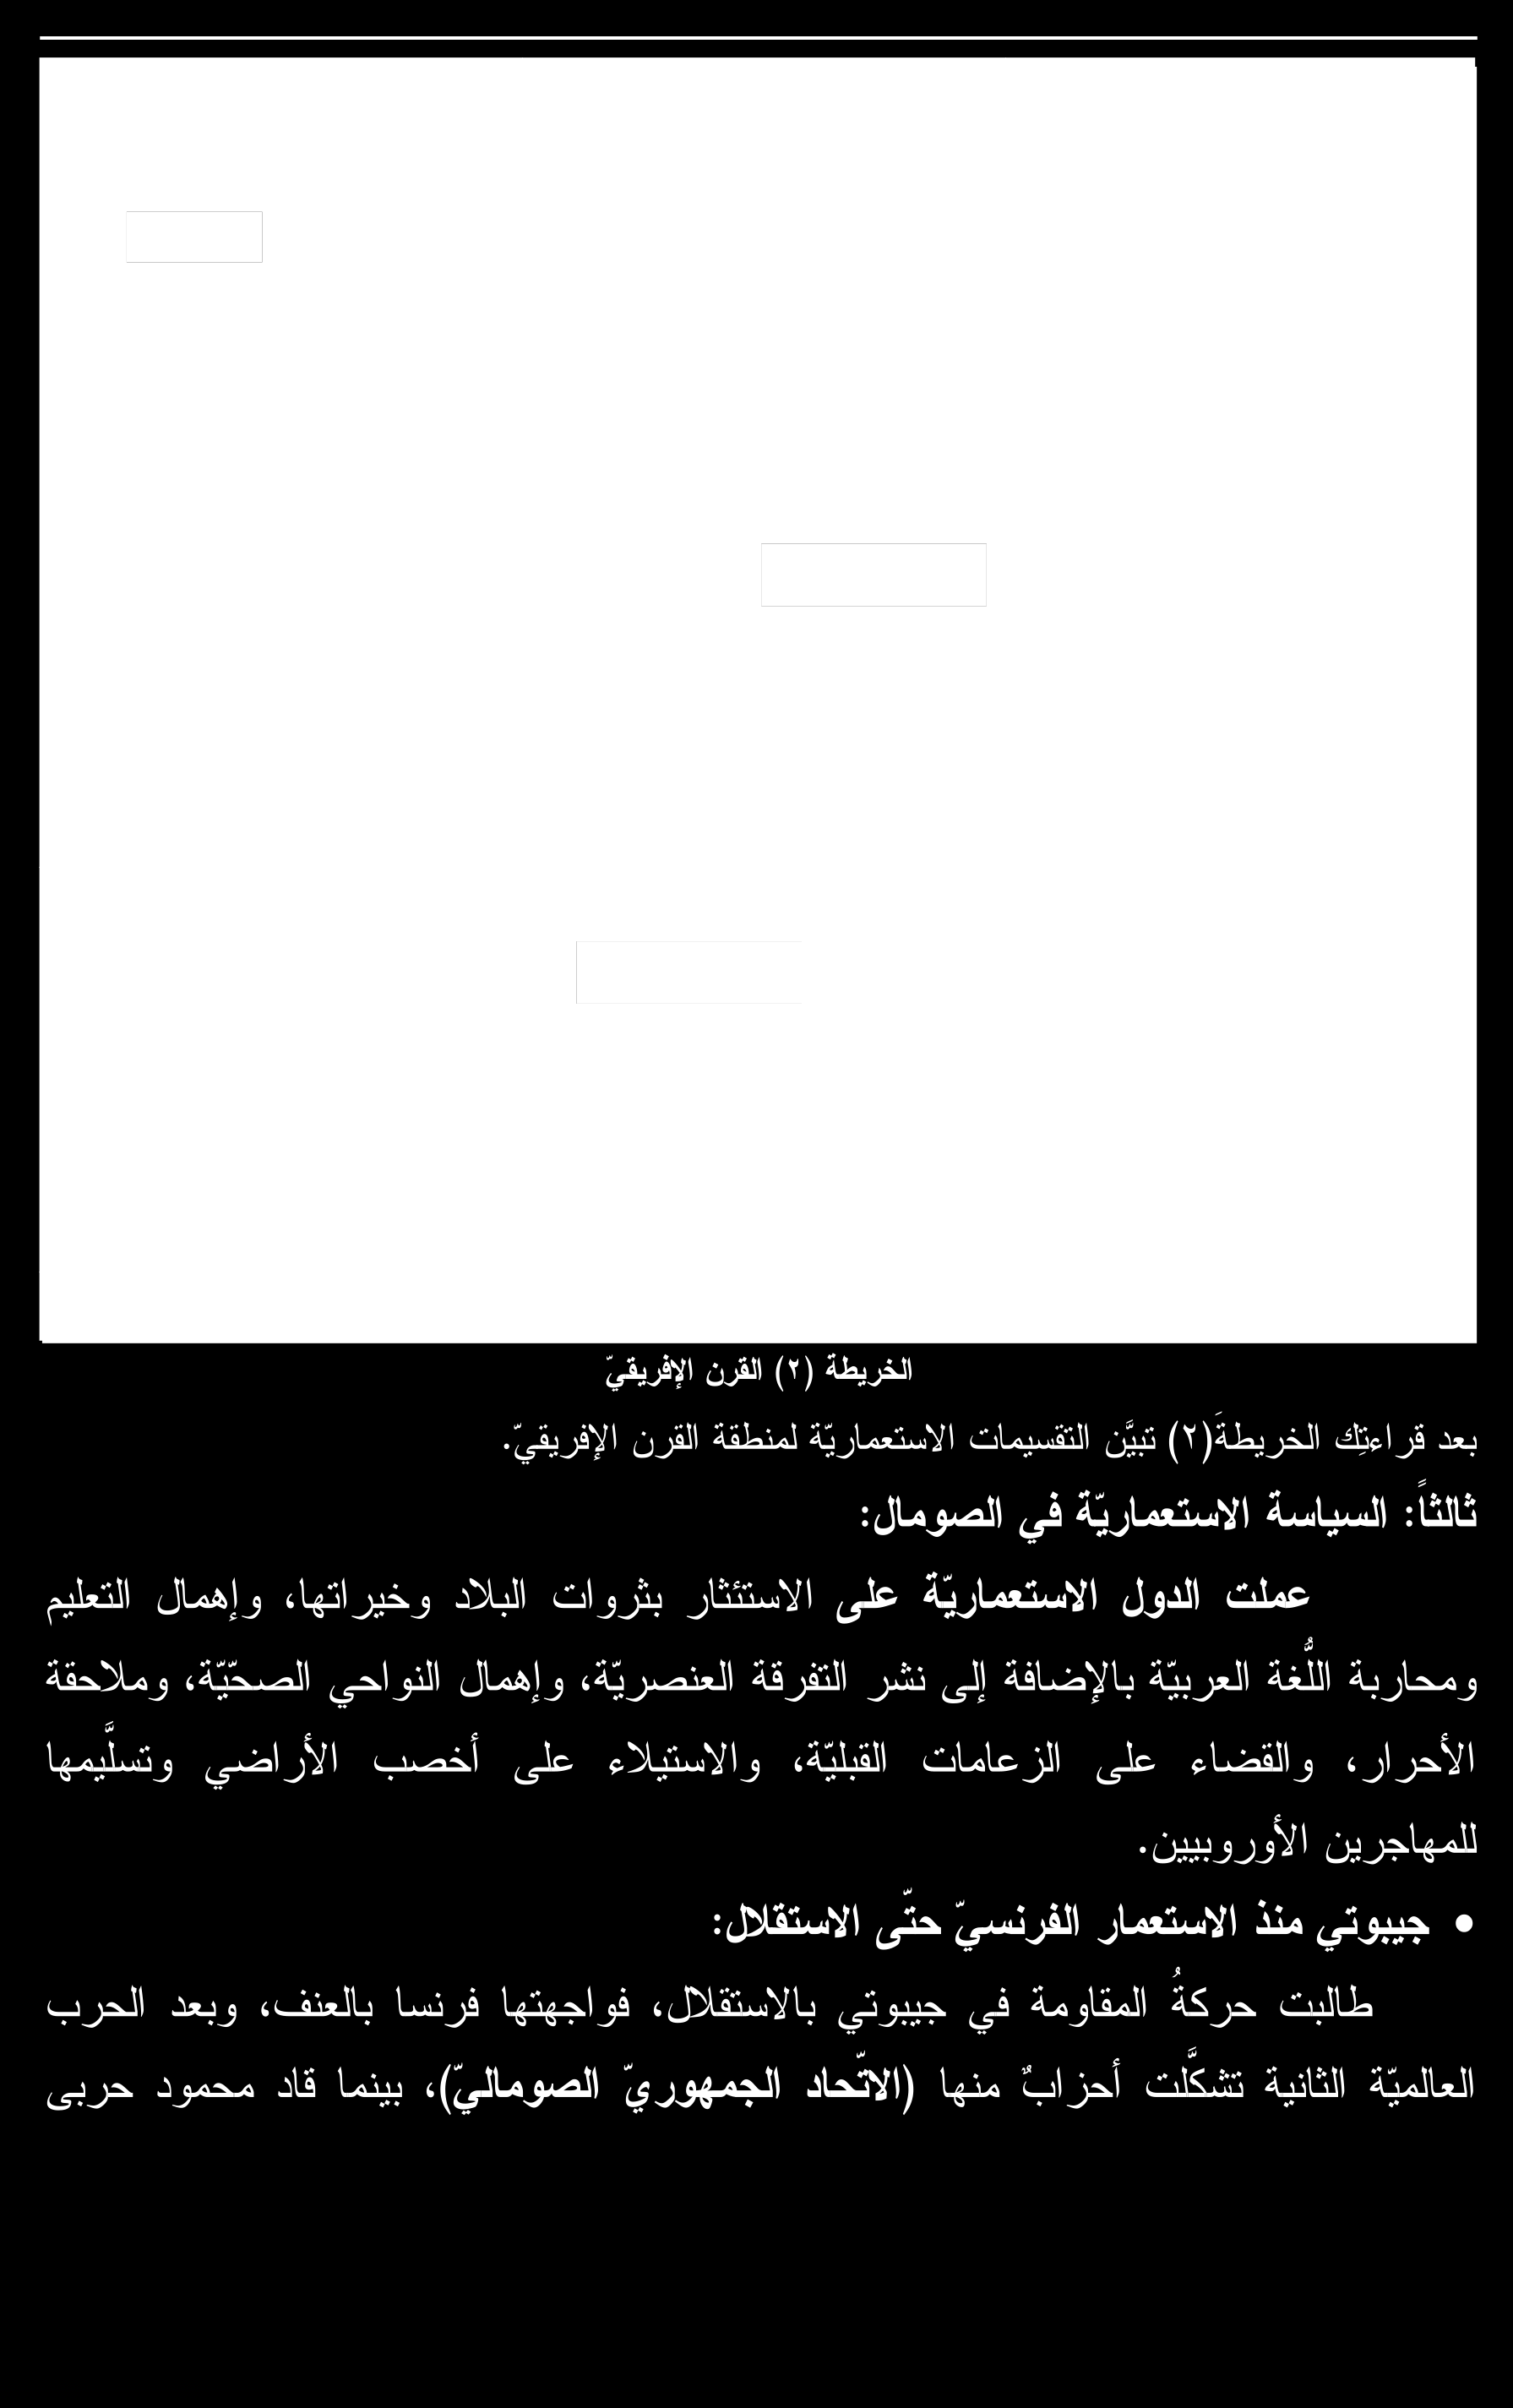 الخريطة (٢) القرن الإفريقيّ
بعد قراءتِك الخريطةَ(٢) تبيَّن التقسيمات الاستعماريّة لمنطقة القرن الإفريقيّ.
ثالثاً: السياسة الاستعماريّة في الصومال:
عملت الدول الاستعماريّة على الاستئثار بثروات البلاد وخيراتها، وإهمال التعليم
ومحاربة اللُّغة العربيّة بالإضافة إلى نشر التفرقة العنصريّة، وإهمال النواحي الصحّيّة، وملاحقة
الأحرار، والقضاء على الزعامات القبليّة، والاستيلاء على أخصب الأراضي وتسلَّيمها
للمهاجرين الأوروبيين.
• جيبوتي منذ الاستعمار الفرنسيّ حتّى الاستقلال:
طالبت حركةُ المقاومة في جيبوتي بالاستقلال، فواجهتها فرنسا بالعنف، وبعد الحرب
العالميّة الثانية تشكَّلت أحزابٌ منها (الاتّحاد الجمهوريّ الصوماليّ)، بينما قاد محمود حربى